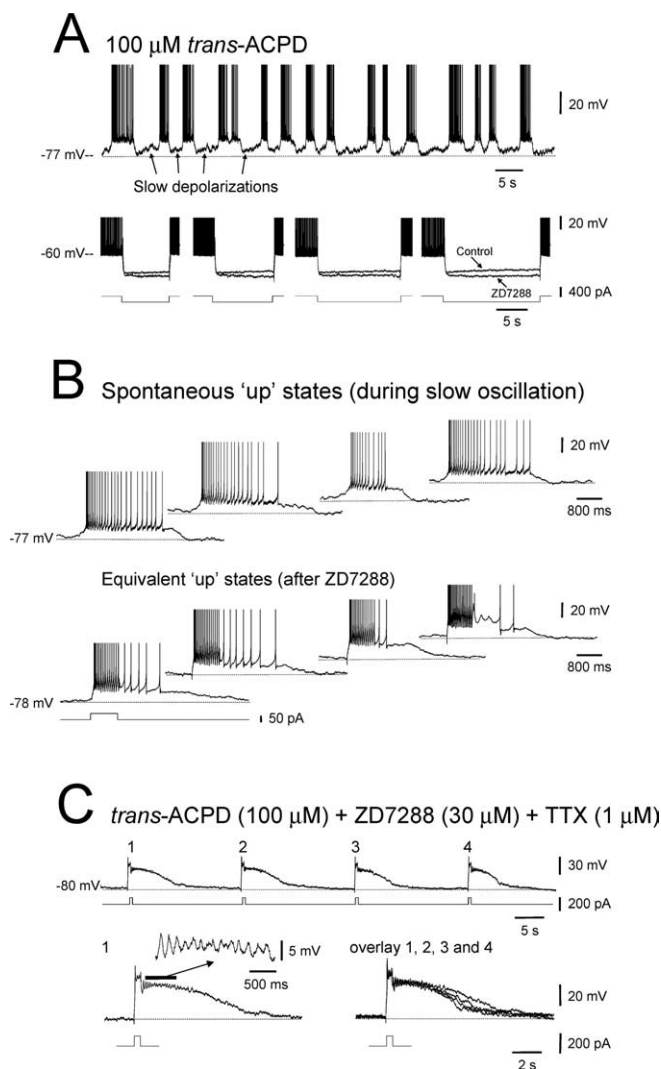 A 100 μM trans-ACPD
20 mV
-77 mV--
Slow depolarizations
5 s
20 mV
-60 mV--
Control
ZD7288
400 pA
5 s
B Spontaneous 'up' states (during slow oscillation)
20 mV
800 ms
-77 mV
Equivalent 'up' states (after ZD7288)
20 mV
800 ms
-78 mV
50 pA
C trans-ACPD (100 μM) + ZD7288 (30 μM) + TTX (1 μM)
1 2 3 4
30 mV
-80 mV
200 pA
5 s
1
5 mV
500 ms
overlay 1, 2, 3 and 4
20 mV
200 pA
2 s